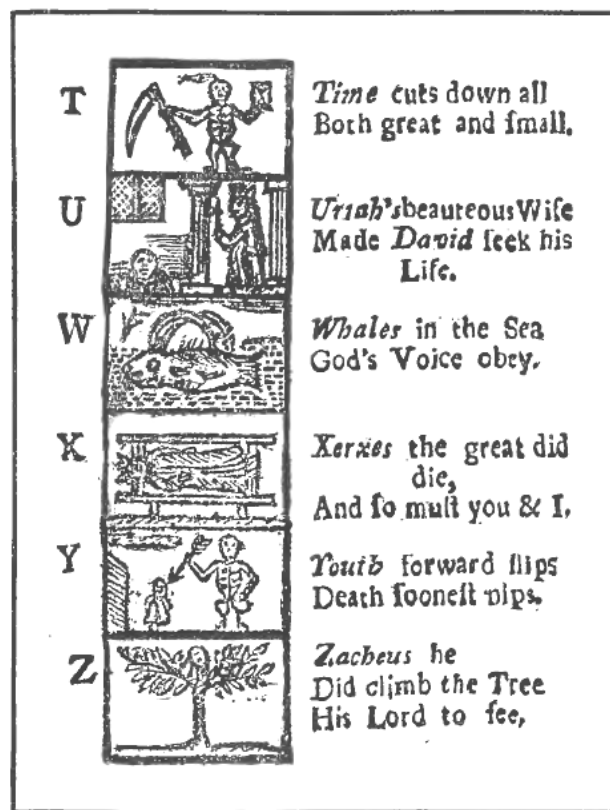 T Time cuts down all
Both great and ſmall.
U Uriah's beauteous Wife
Made David ſeek his
Life.
W Whales in the Sea
God's Voice obey.
K Xerxes the great did
die,
And ſo muſt you & I.
Y Youth forward ſlips
Death ſooneſt nips.
Z Zacheus he
Did climb the Tree
His Lord to ſee,